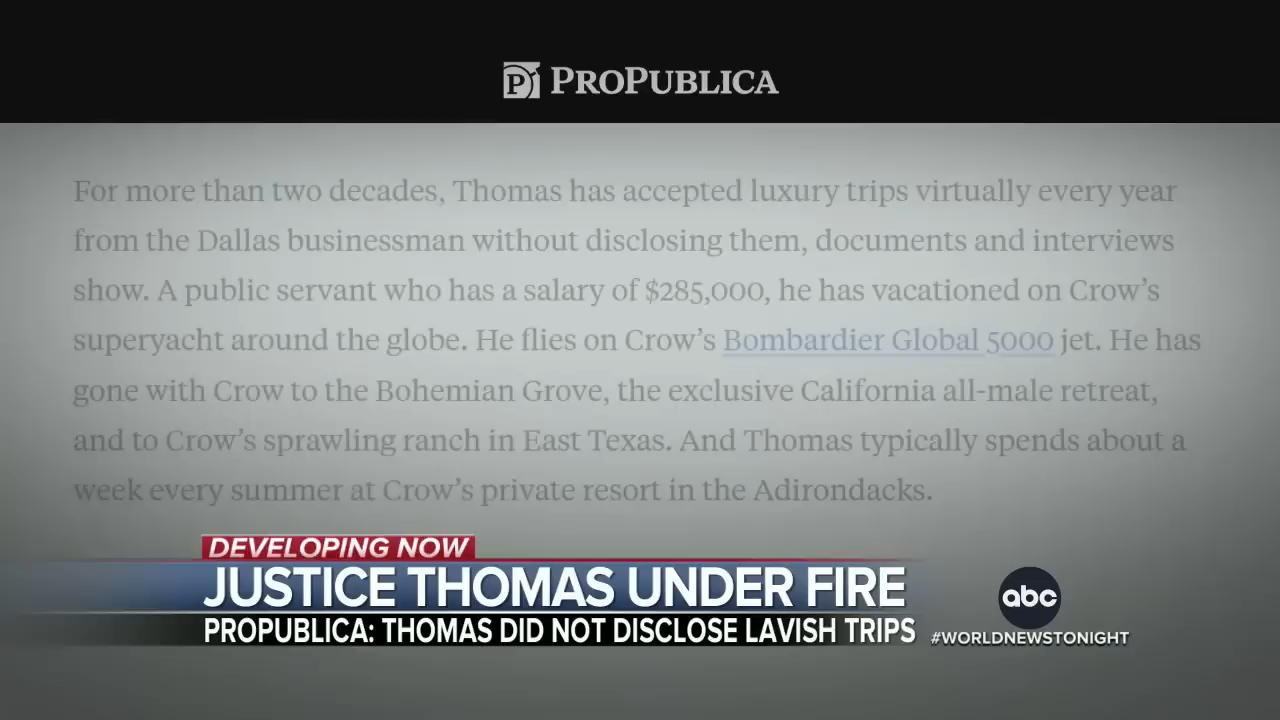 PROPUBLICA
For more than two decades, Thomas has accepted luxury trips virtually every year
from the Dallas businessman without disclosing them, documents and interviews
show. A public servant who has a salary of $285,000, he has vacationed on Crow’s
superyacht around the globe. He flies on Crow’s Bombardier Global 5000 jet. He has
gone with Crow to the Bohemian Grove, the exclusive California all-male retreat,
and to Crow’s sprawling ranch in East Texas. And Thomas typically spends about a
week every summer at Crow’s private resort in the Adirondacks.
DEVELOPING NOW
JUSTICE THOMAS UNDER FIRE
PROPUBLICA: THOMAS DID NOT DISCLOSE LAVISH TRIPS
abc
#WORLDNEWSTONIGHT